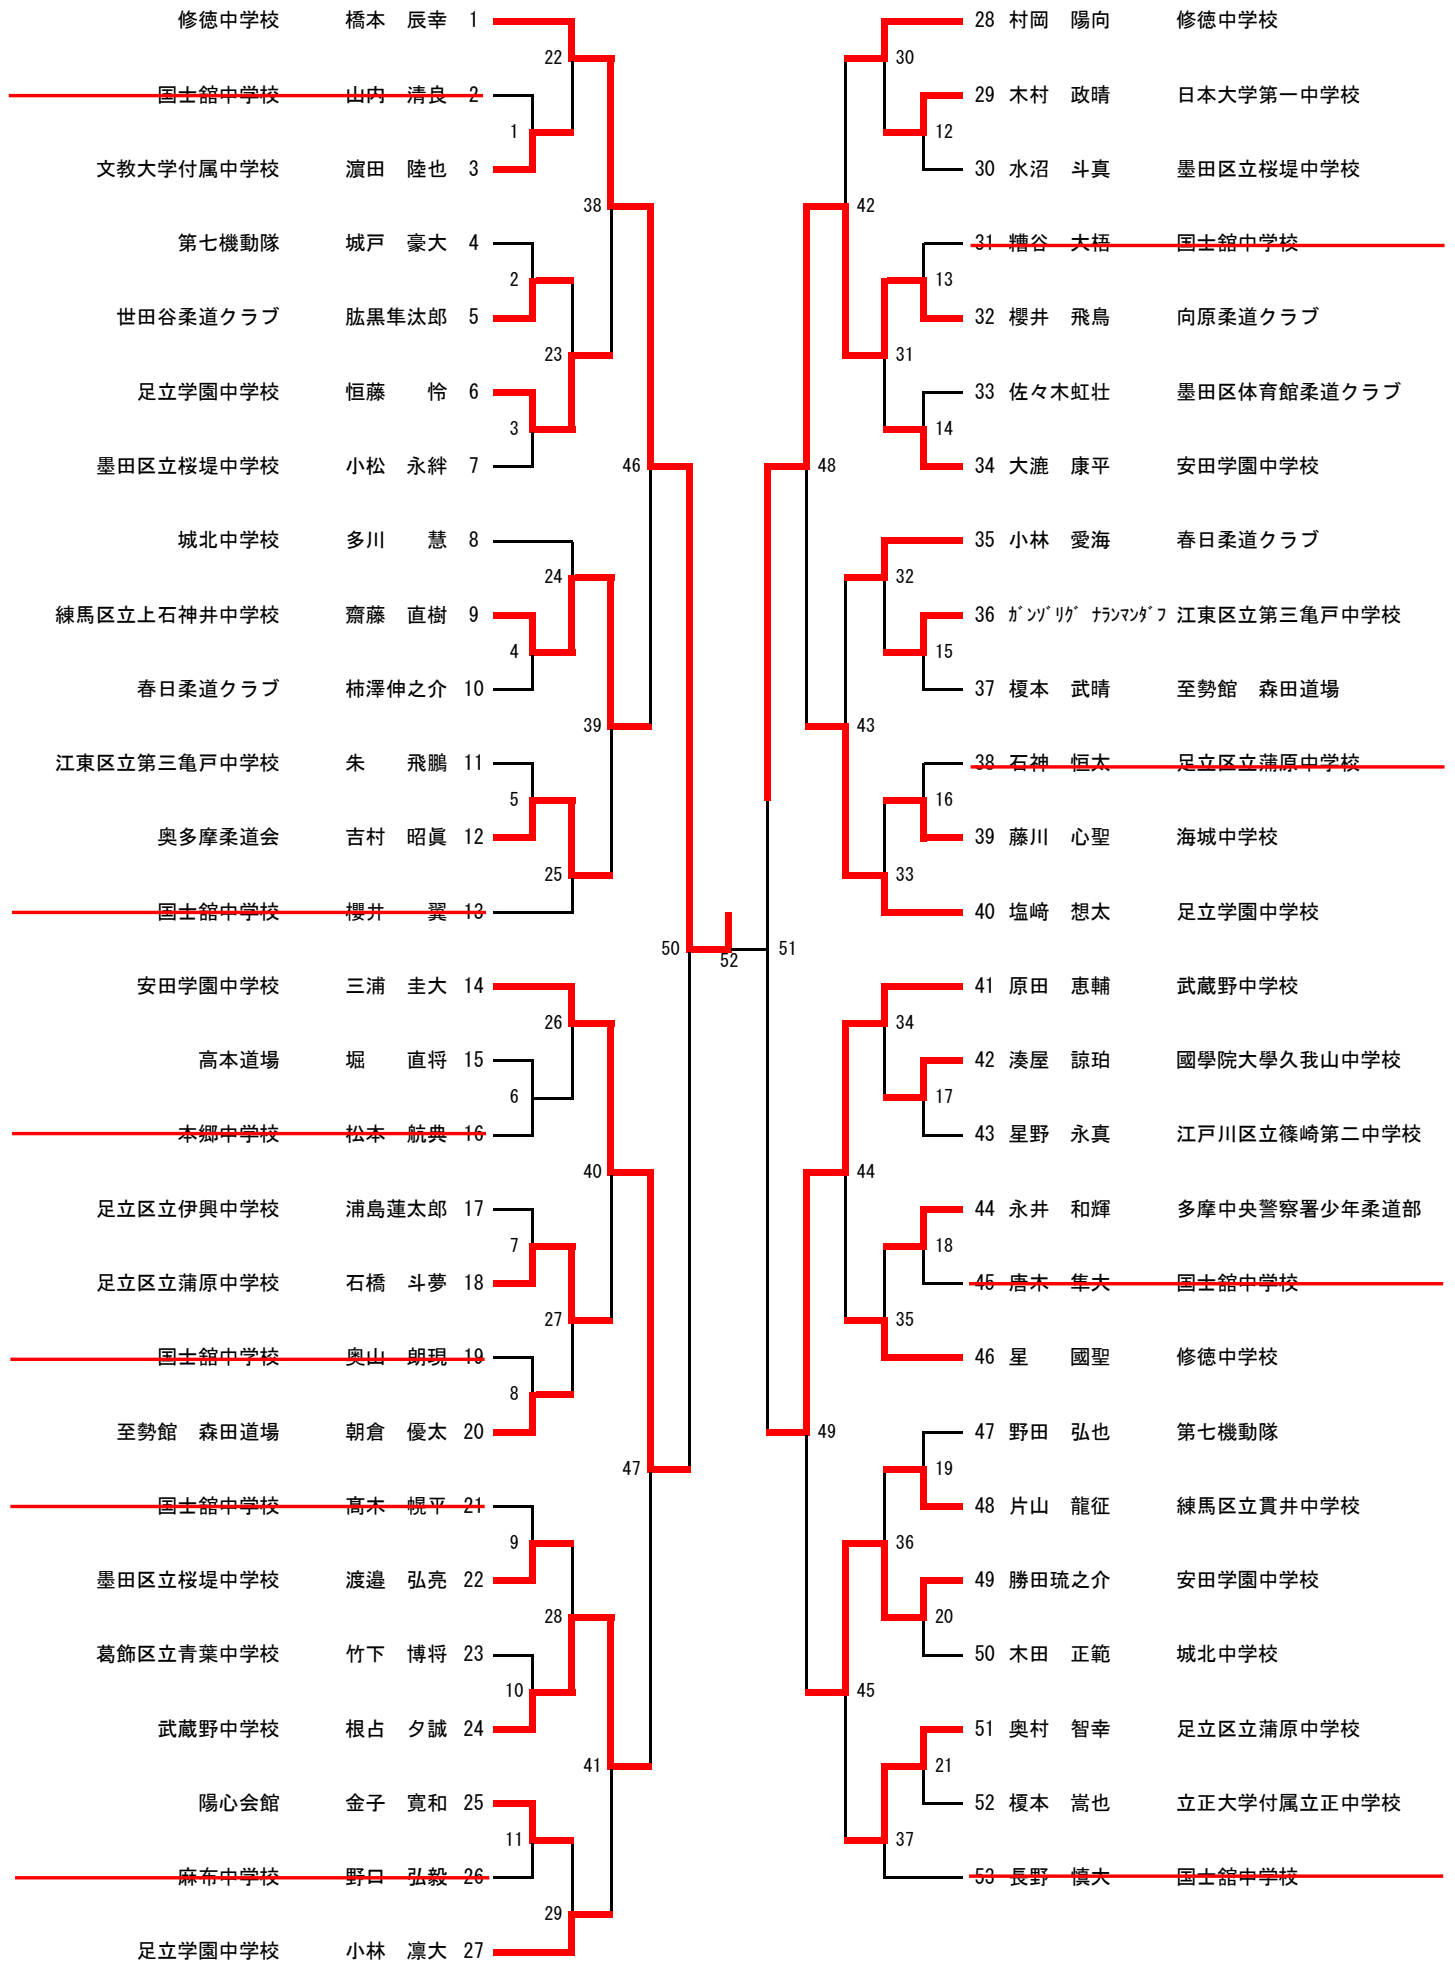 修徳中学校 橋本 辰幸 1
国士舘中学校 山内 清良 2
文教大学付属中学校 濵田 陸也 3
第七機動隊 城戸 豪大 4
世田谷柔道クラブ 肱黒隼汰郎 5
足立学園中学校 恒藤 怜 6
墨田区立桜堤中学校 小松 永絆 7
城北中学校 多川 慧 8
練馬区立上石神井中学校 齋藤 直樹 9
春日柔道クラブ 柿澤伸之介 10
江東区立第三亀戸中学校 朱 飛鵬 11
奥多摩柔道会 吉村 昭眞 12
国士舘中学校 櫻井 翼 13
安田学園中学校 三浦 圭大 14
高本道場 堀 直将 15
本郷中学校 松本 航典 16
足立区立伊興中学校 浦島蓮太郎 17
足立区立蒲原中学校 石橋 斗夢 18
国士舘中学校 奥山 朗現 19
至勢館 森田道場 朝倉 優太 20
国士舘中学校 髙木 幌平 21
墨田区立桜堤中学校 渡邉 弘亮 22
葛飾区立青葉中学校 竹下 博将 23
武蔵野中学校 根占 夕誠 24
陽心会館 金子 寛和 25
麻布中学校 野口 弘毅 26
足立学園中学校 小林 凛大 27
1
2
3
4
5
6
7
8
9
10
11
22
23
24
25
26
27
28
29
38
39
40
41
46
47
50
52
51
48
49
42
43
44
45
30
31
32
33
34
35
36
37
12
13
14
15
16
17
18
19
20
21
28 村岡 陽向 修徳中学校
29 木村 政晴 日本大学第一中学校
30 水沼 斗真 墨田区立桜堤中学校
31 糟谷 大悟 国士舘中学校
32 櫻井 飛鳥 向原柔道クラブ
33 佐々木虹壮 墨田区体育館柔道クラブ
34 大漉 康平 安田学園中学校
35 小林 愛海 春日柔道クラブ
36 ｶﾞﾝｿﾞﾘｸﾞ ﾅﾗﾝﾏﾝﾀﾞﾌ 江東区立第三亀戸中学校
37 榎本 武晴 至勢館 森田道場
38 石神 恒太 足立区立蒲原中学校
39 藤川 心聖 海城中学校
40 塩﨑 想太 足立学園中学校
41 原田 恵輔 武蔵野中学校
42 湊屋 諒珀 國學院大學久我山中学校
43 星野 永真 江戸川区立篠崎第二中学校
44 永井 和輝 多摩中央警察署少年柔道部
45 唐木 隼大 国士舘中学校
46 星 國聖 修徳中学校
47 野田 弘也 第七機動隊
48 片山 龍征 練馬区立貫井中学校
49 勝田琉之介 安田学園中学校
50 木田 正範 城北中学校
51 奥村 智幸 足立区立蒲原中学校
52 榎本 嵩也 立正大学付属立正中学校
53 長野 慎大 国士舘中学校